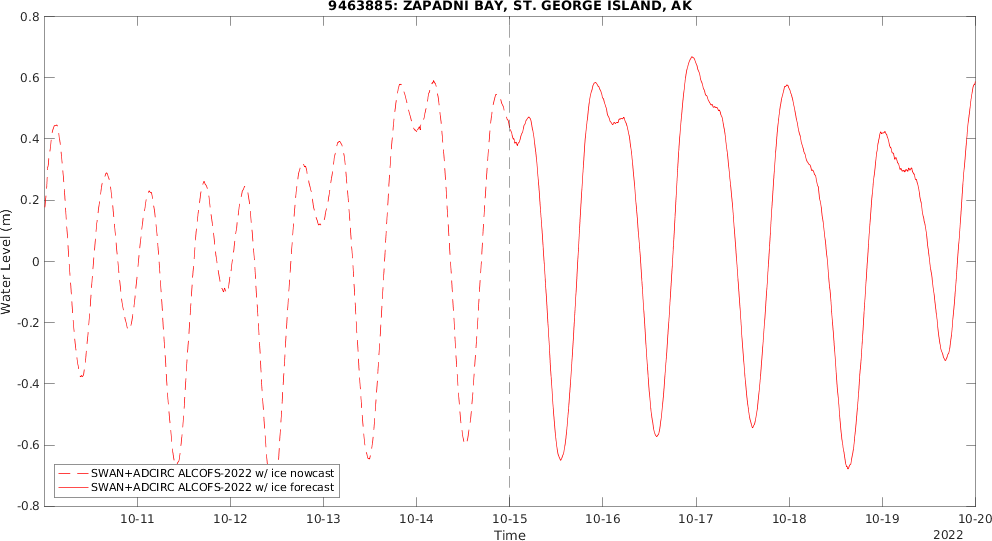 9463885: ZAPADNI BAY, ST. GEORGE ISLAND, AK
0.8
0.6
0.4
0.2
0
-0.2
-0.4
-0.6
-0.8
Water Level (m)
SWAN+ADCIRC ALCOFS-2022 w/ ice nowcast
SWAN+ADCIRC ALCOFS-2022 w/ ice forecast
10-11 10-12 10-13 10-14 10-15 10-16 10-17 10-18 10-19 10-20
Time
2022